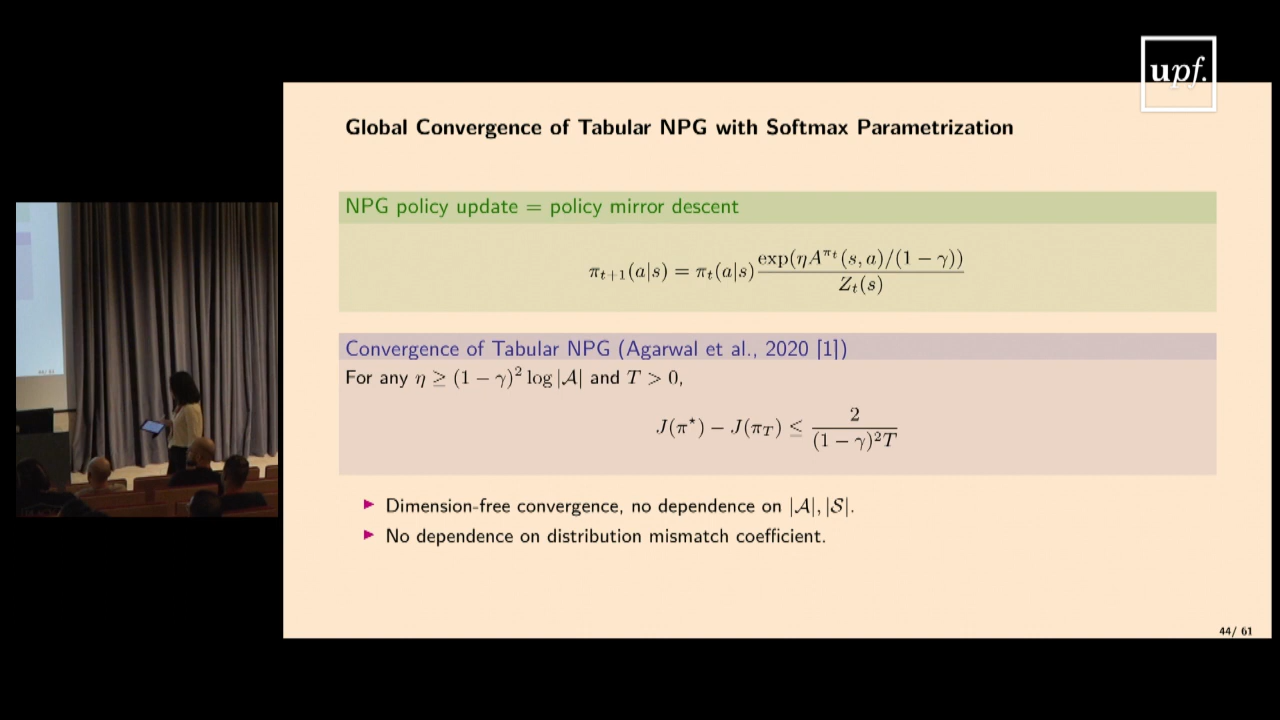 upf.
Global Convergence of Tabular NPG with Softmax Parametrization
NPG policy update = policy mirror descent
π_{t+1}(a|s) = π_t(a|s) exp(ηA^{π_t}(s, a)/(1 − γ)) / Z_t(s)
Convergence of Tabular NPG (Agarwal et al., 2020 [1])
For any η ≥ (1 − γ)² log |𝒜| and T > 0,
J(π*) − J(π_T) ≤ 2 / ((1 − γ)²T)
▶ Dimension-free convergence, no dependence on |𝒜|, |𝒮|.
▶ No dependence on distribution mismatch coefficient.
44/ 61